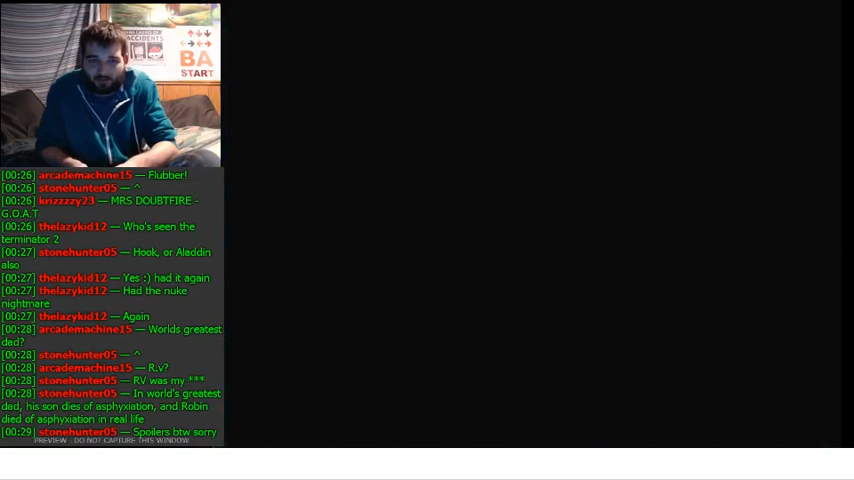 ACCIDENTS
BA
START
[00:26] arcademachine15 — Flubber!
[00:26] stonehunter05 — ^
[00:26] krizzzzy23 — MRS DOUBTFIRE -
G.O.A.T
[00:26] thelazykid12 — Who's seen the
terminator 2
[00:27] stonehunter05 — Hook, or Aladdin
also
[00:27] thelazykid12 — Yes :) had it again
[00:27] thelazykid12 — Had the nuke
nightmare
[00:27] thelazykid12 — Again
[00:28] arcademachine15 — Worlds greatest
dad?
[00:28] stonehunter05 — ^
[00:28] arcademachine15 — R.v?
[00:28] stonehunter05 — RV was my ***
[00:28] stonehunter05 — In world's greatest
dad, his son dies of asphyxiation, and Robin
died of asphyxiation in real life
[00:29] stonehunter05 — Spoilers btw sorry
PREVIEW - DO NOT CAPTURE THIS WINDOW